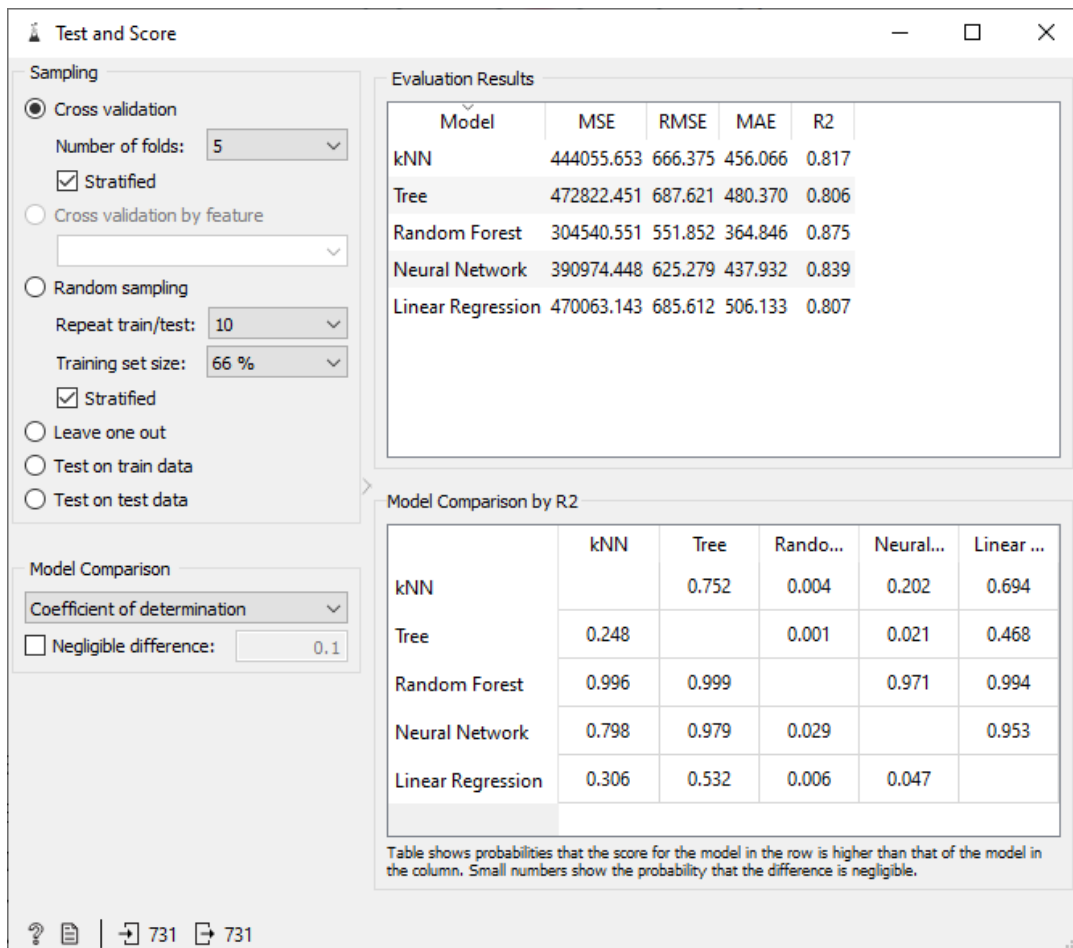 Test and Score
Sampling
Cross validation
Number of folds: 5
Stratified
Cross validation by feature
Random sampling
Repeat train/test: 10
Training set size: 66 %
Stratified
Leave one out
Test on train data
Test on test data
Model Comparison
Coefficient of determination
Negligible difference: 0.1
Evaluation Results
Model MSE RMSE MAE R2
kNN 444055.653 666.375 456.066 0.817
Tree 472822.451 687.621 480.370 0.806
Random Forest 304540.551 551.852 364.846 0.875
Neural Network 390974.448 625.279 437.932 0.839
Linear Regression 470063.143 685.612 506.133 0.807
Model Comparison by R2
kNN Tree Rando... Neural... Linear ...
kNN 0.752 0.004 0.202 0.694
Tree 0.248 0.001 0.021 0.468
Random Forest 0.996 0.999 0.971 0.994
Neural Network 0.798 0.979 0.029 0.953
Linear Regression 0.306 0.532 0.006 0.047
Table shows probabilities that the score for the model in the row is higher than that of the model in
the column. Small numbers show the probability that the difference is negligible.
? 731 731